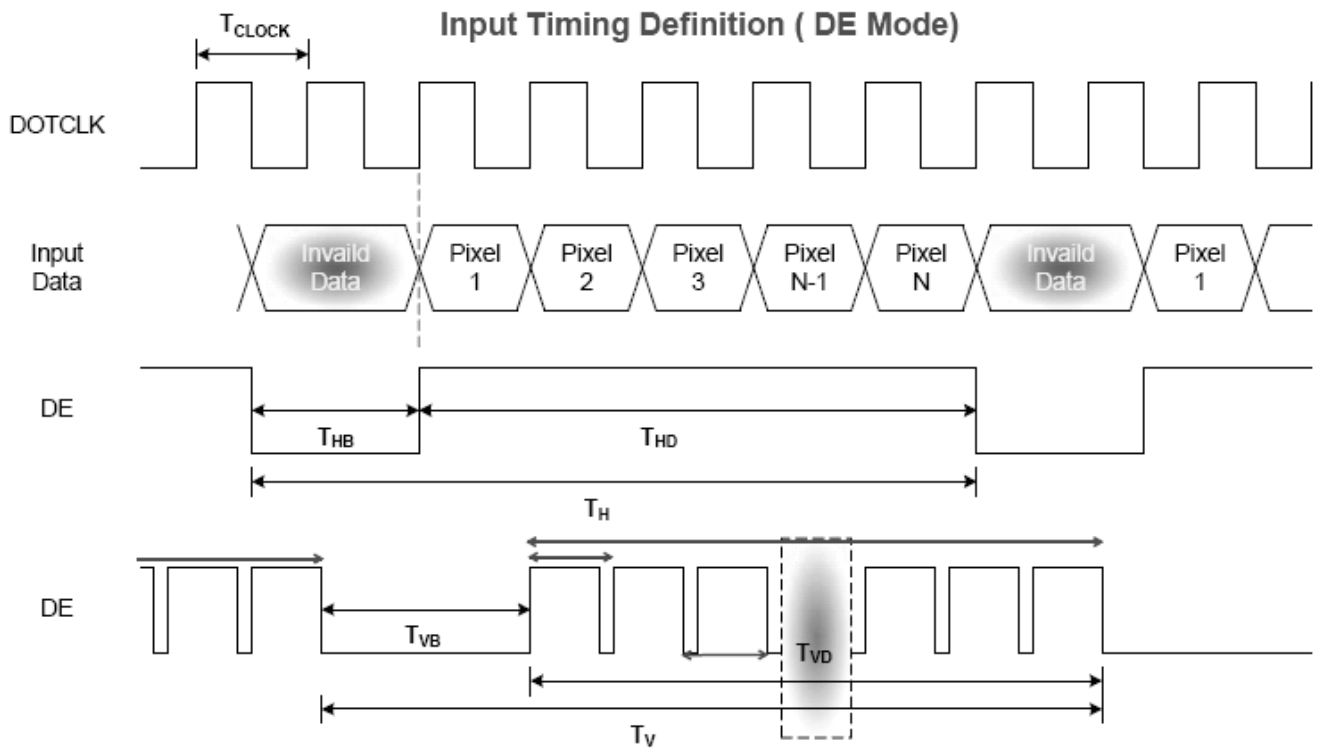 Input Timing Definition ( DE Mode)
TCLOCK
DOTCLK
Input
Data
Invaild
Data
Pixel
1
Pixel
2
Pixel
3
Pixel
N-1
Pixel
N
Invaild
Data
Pixel
1
DE
THB
THD
TH
DE
TVB
TVD
TV